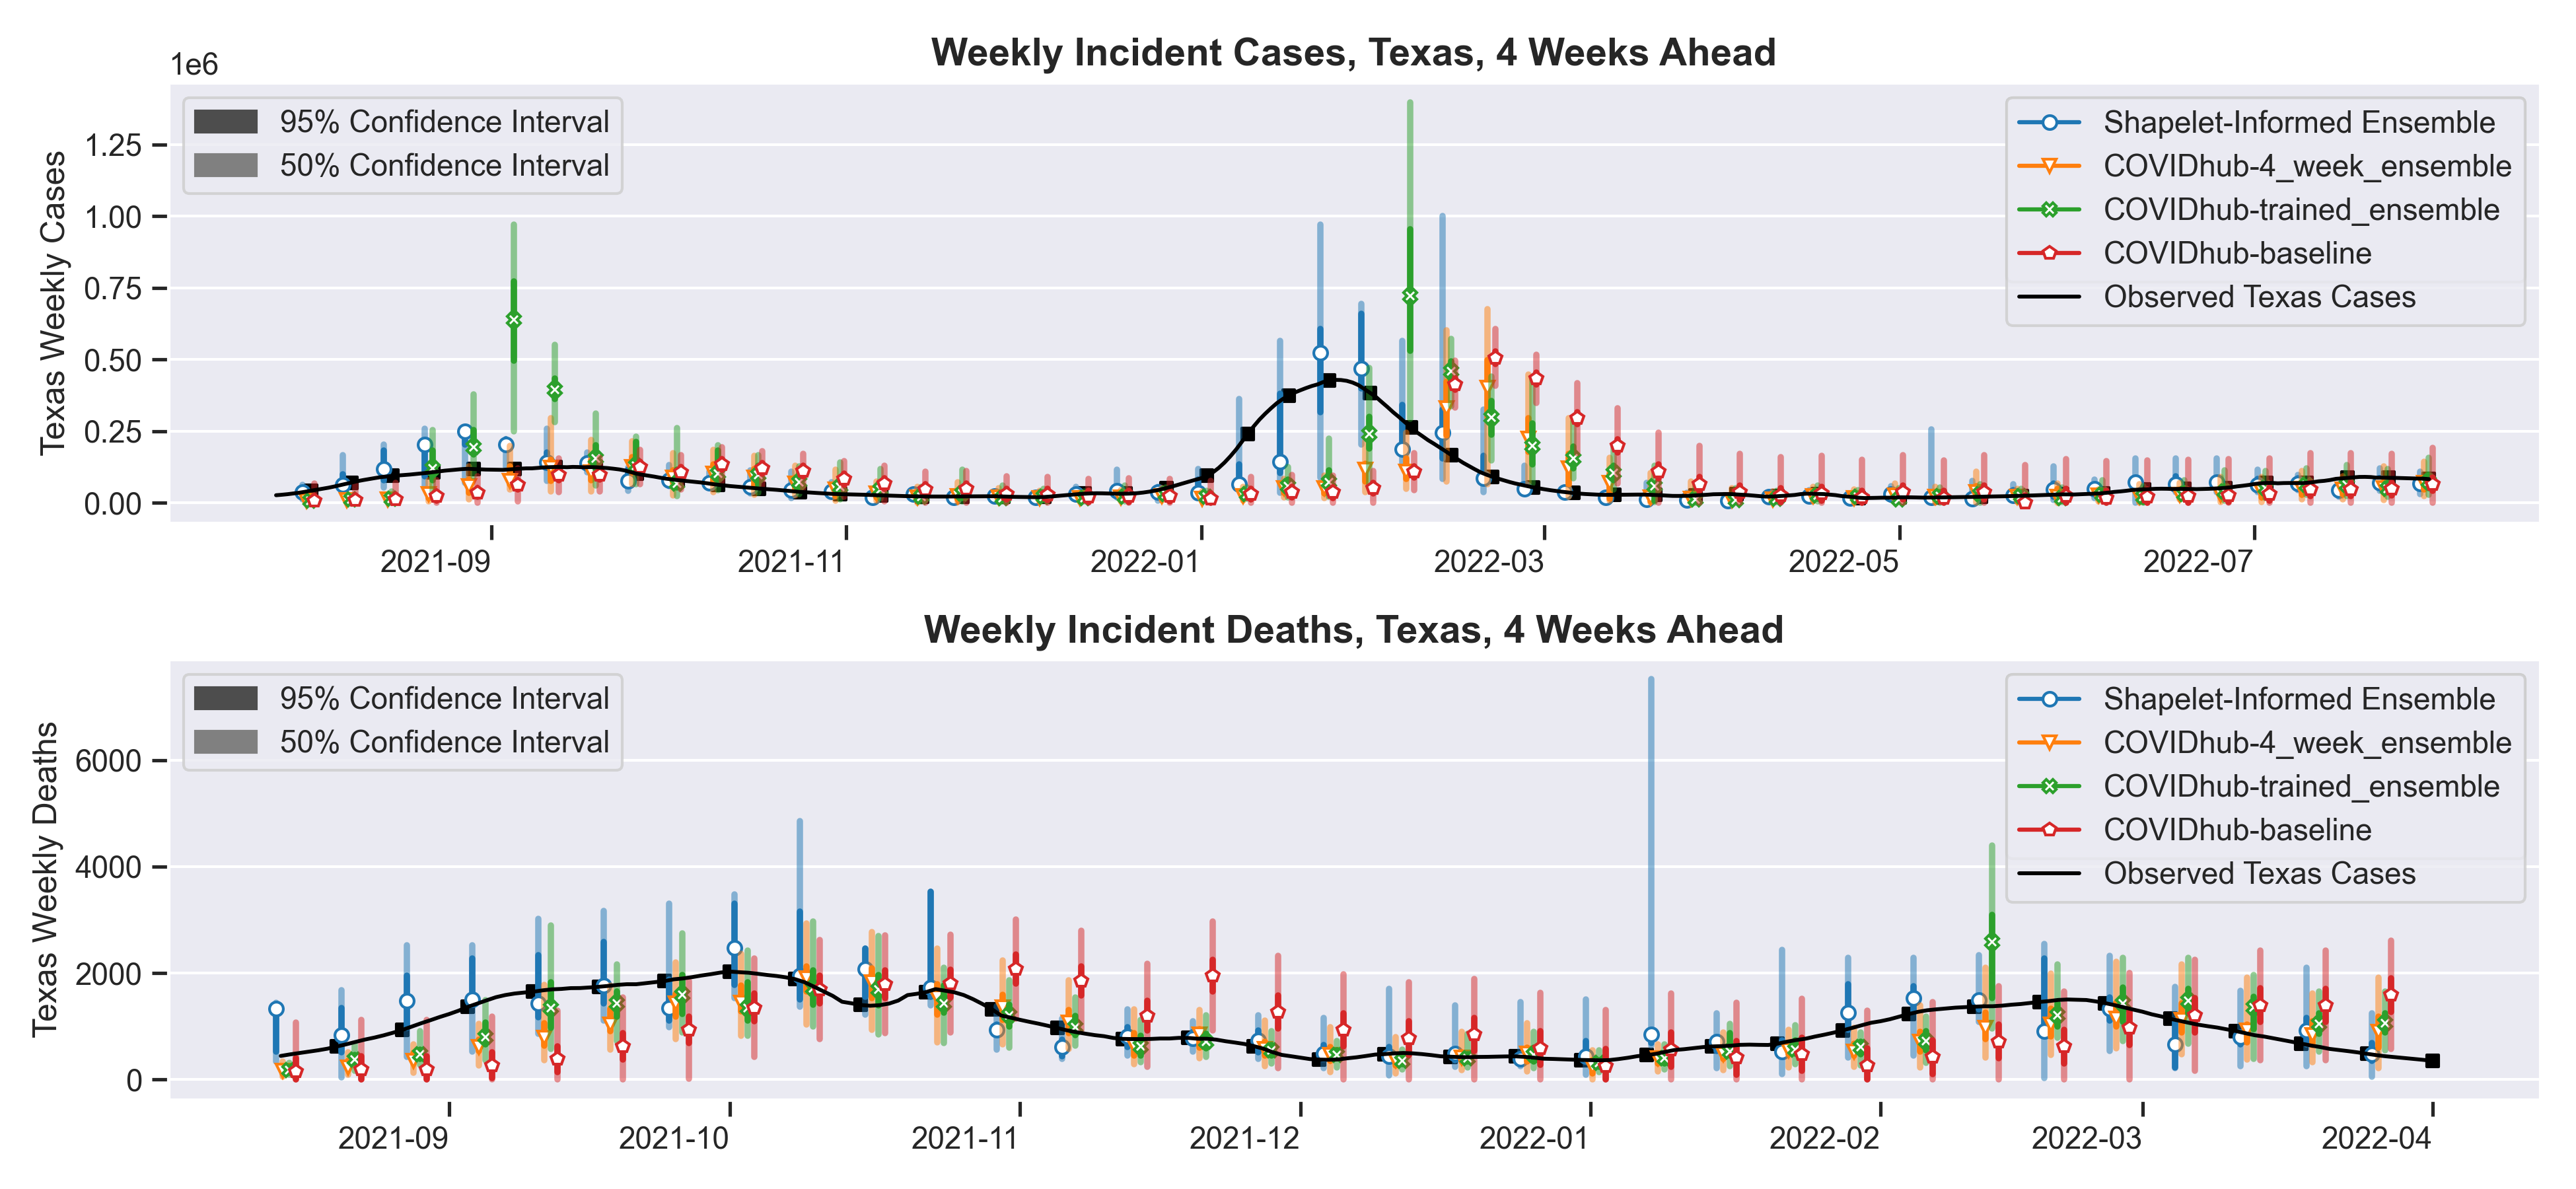 Weekly Incident Cases, Texas, 4 Weeks Ahead
1e6
95% Confidence Interval
50% Confidence Interval
Shapelet-Informed Ensemble
COVIDhub-4_week_ensemble
COVIDhub-trained_ensemble
COVIDhub-baseline
Observed Texas Cases
Texas Weekly Cases
1.25
1.00
0.75
0.50
0.25
0.00
2021-09 2021-11 2022-01 2022-03 2022-05 2022-07
Weekly Incident Deaths, Texas, 4 Weeks Ahead
95% Confidence Interval
50% Confidence Interval
Shapelet-Informed Ensemble
COVIDhub-4_week_ensemble
COVIDhub-trained_ensemble
COVIDhub-baseline
Observed Texas Cases
Texas Weekly Deaths
6000
4000
2000
0
2021-09 2021-10 2021-11 2021-12 2022-01 2022-02 2022-03 2022-04